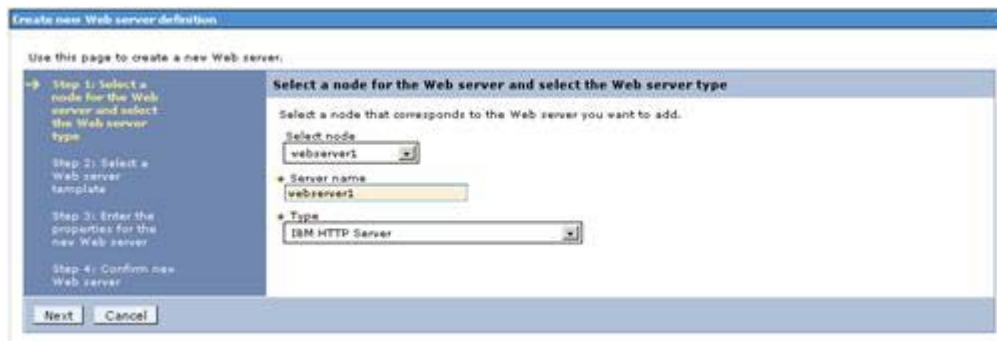 Create new Web server definition
Use this page to create a new Web server.
Step 1: Select a
node for the Web
server and select
the Web server
type
Step 2: Select a
Web server
template
Step 3: Enter the
properties for the
new Web server
Step 4: Confirm new
Web server
Select a node for the Web server and select the Web server type
Select a node that corresponds to the Web server you want to add.
Select node
webserver1
* Server name
webserver1
* Type
IBM HTTP Server
Next Cancel